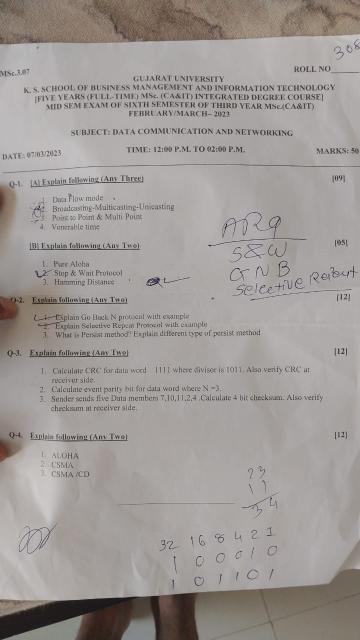 308
MSc.3.07
ROLL NO
GUJARAT UNIVERSITY
K. S. SCHOOL OF BUSINESS MANAGEMENT AND INFORMATION TECHNOLOGY
[FIVE YEARS (FULL-TIME) MSc. (CA&IT) INTEGRATED DEGREE COURSE]
MID SEM EXAM OF SIXTH SEMESTER OF THIRD YEAR MSc.(CA&IT)
FEBRUARY/MARCH– 2023
SUBJECT: DATA COMMUNICATION AND NETWORKING
DATE: 07/03/2023 TIME: 12:00 P.M. TO 02:00 P.M. MARKS: 50
Q-1. [A] Explain following (Any Three) [09]
1. Data Flow mode
2. Broadcasting-Multicasting-Unicasting
3. Point to Point & Multi Point
4. Venerable time
ARQ
[B] Explain following (Any Two) [05]
S&W
1. Pure Aloha
2. Stop & Wait Protocol
GNB
3. Hamming Distance
Selective Repeat
Q-2. Explain following (Any Two) [12]
1. Explain Go Back N protocol with example
2. Explain Selective Repeat Protocol with example
3. What is Persist method? Explain different type of persist method
Q-3. Explain following (Any Two) [12]
1. Calculate CRC for data word 1111 where divisor is 1011. Also verify CRC at
receiver side.
2. Calculate event parity bit for data word where N =3.
3. Sender sends five Data members 7,10,11,2,4 .Calculate 4 bit checksum. Also verify
checksum at receiver side.
Q-4. Explain following (Any Two) [12]
1. ALOHA
2. CSMA
3. CSMA /CD
23
11
34
32 16 8 4 2 1
1 0 0 0 1 0
1 0 1 1 0 1